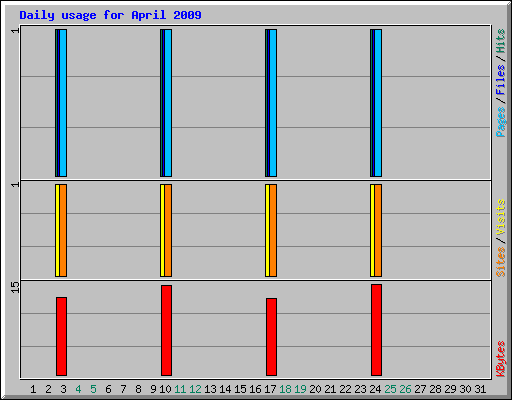 Daily usage for April 2009
1
Pages / Files / Hits
1
Sites / Visits
15
KBytes
1 2 3 4 5 6 7 8 9 10 11 12 13 14 15 16 17 18 19 20 21 22 23 24 25 26 27 28 29 30 31